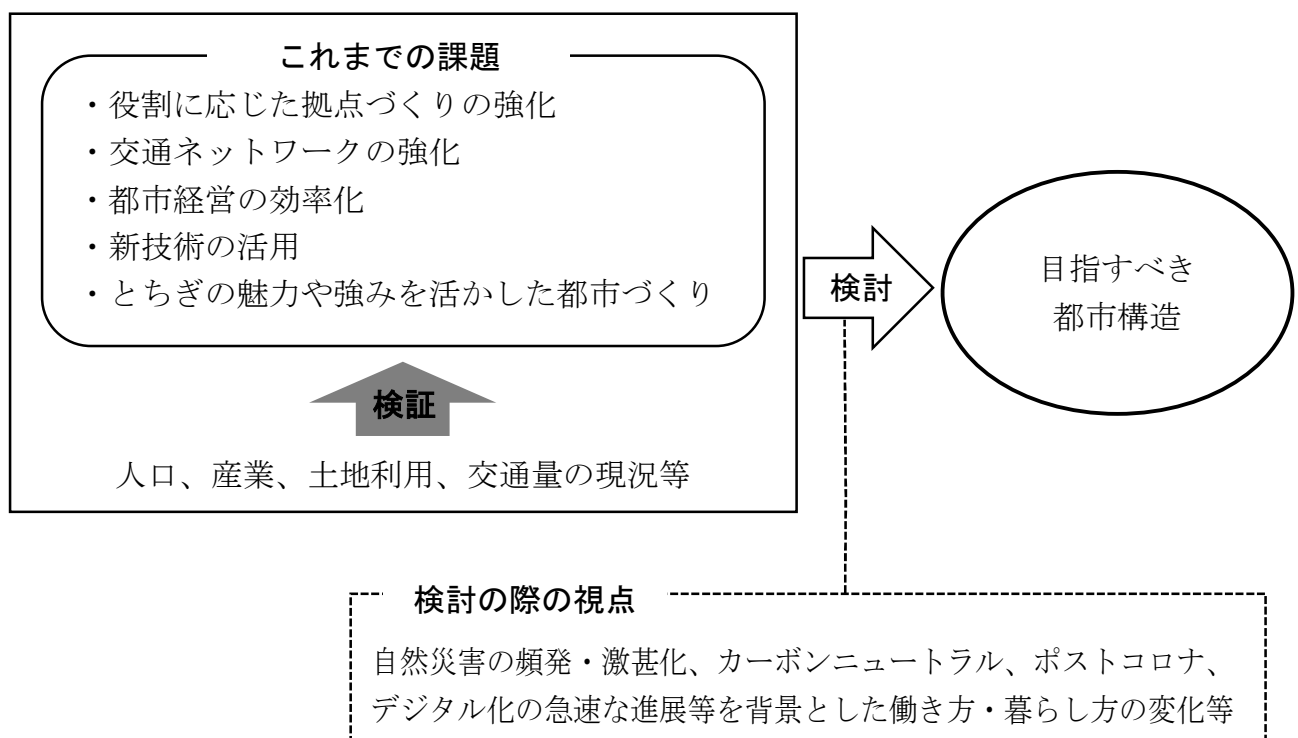 これまでの課題
・役割に応じた拠点づくりの強化
・交通ネットワークの強化
・都市経営の効率化
・新技術の活用
・とちぎの魅力や強みを活かした都市づくり
検証
人口、産業、土地利用、交通量の現況等
検討
目指すべき
都市構造
検討の際の視点
自然災害の頻発・激甚化、カーボンニュートラル、ポストコロナ、
デジタル化の急速な進展等を背景とした働き方・暮らし方の変化等